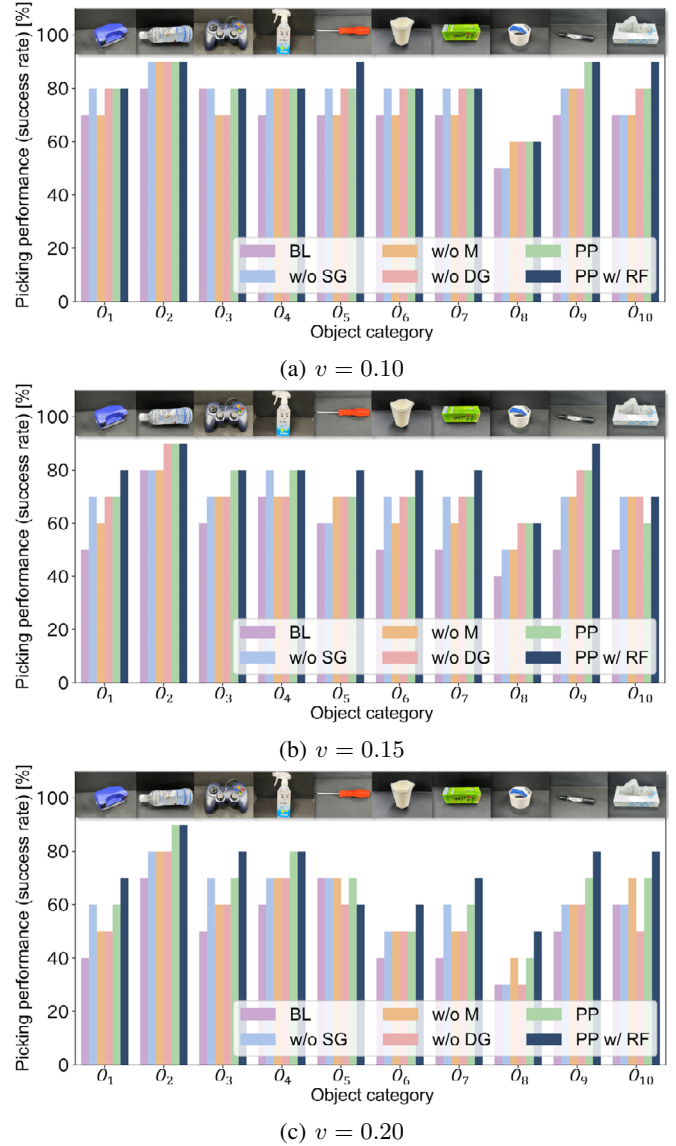 Picking performance (success rate) [%]
100
80
60
40
20
0
BL
w/o M
PP
w/o SG
w/o DG
PP w/ RF
O1 O2 O3 O4 O5 O6 O7 O8 O9 O10
Object category
(a) v = 0.10
Picking performance (success rate) [%]
100
80
60
40
20
0
BL
w/o M
PP
w/o SG
w/o DG
PP w/ RF
O1 O2 O3 O4 O5 O6 O7 O8 O9 O10
Object category
(b) v = 0.15
Picking performance (success rate) [%]
100
80
60
40
20
0
BL
w/o M
PP
w/o SG
w/o DG
PP w/ RF
O1 O2 O3 O4 O5 O6 O7 O8 O9 O10
Object category
(c) v = 0.20